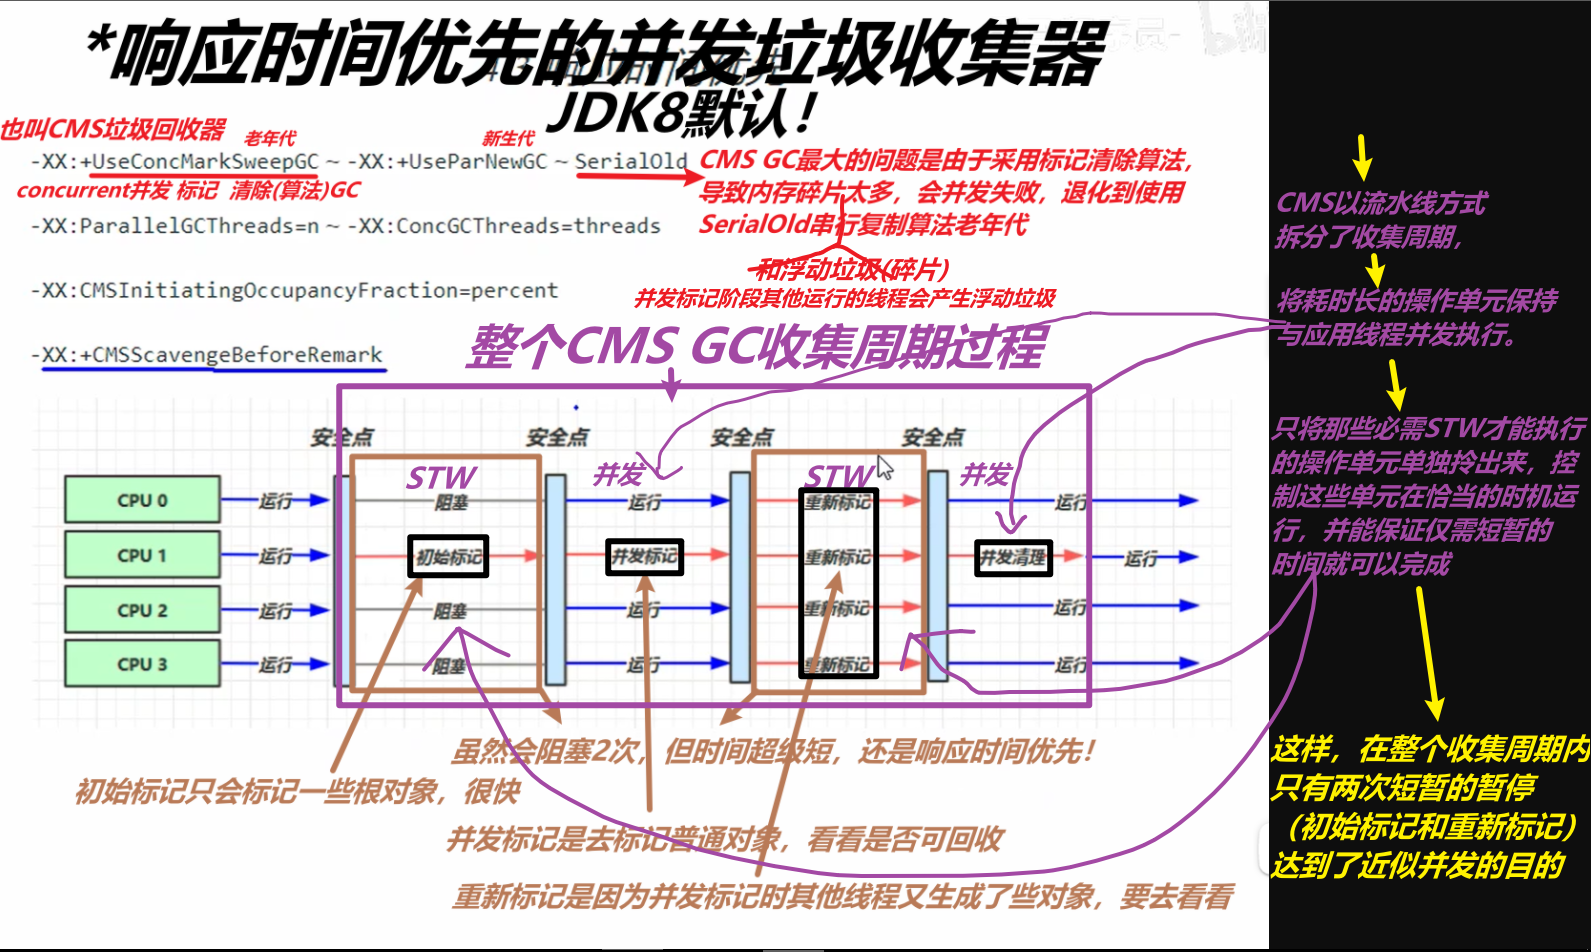 *响应时间优先的并发垃圾收集器
JDK8默认！
也叫CMS垃圾回收器
老年代
新生代
-XX:+UseConcMarkSweepGC ~ -XX:+UseParNewGC ~ SerialOld
concurrent并发 标记 清除(算法)GC
CMS GC最大的问题是由于采用标记清除算法，
导致内存碎片太多，会并发失败，退化到使用
SerialOld串行复制算法老年代
-XX:ParallelGCThreads=n ~ -XX:ConcGCThreads=threads
和浮动垃圾(碎片)
并发标记阶段其他运行的线程会产生浮动垃圾
-XX:CMSInitiatingOccupancyFraction=percent
-XX:+CMSScavengeBeforeRemark
整个CMS GC收集周期过程
安全点 安全点 安全点 安全点
STW 并发 STW 并发
CPU 0 运行 阻塞 运行 重新标记 运行
CPU 1 运行 初始标记 并发标记 重新标记 并发清理 运行
CPU 2 运行 阻塞 运行 重新标记 运行
CPU 3 运行 阻塞 运行 重新标记 运行
虽然会阻塞2次，但时间超级短，还是响应时间优先！
初始标记只会标记一些根对象，很快
并发标记是去标记普通对象，看看是否可回收
重新标记是因为并发标记时其他线程又生成了些对象，要去看看
CMS以流水线方式
拆分了收集周期，
将耗时长的操作单元保持
与应用线程并发执行。
只将那些必需STW才能执行
的操作单元单独拎出来，控
制这些单元在恰当的时机运
行，并能保证仅需短暂的
时间就可以完成
这样，在整个收集周期内
只有两次短暂的暂停
（初始标记和重新标记）
达到了近似并发的目的